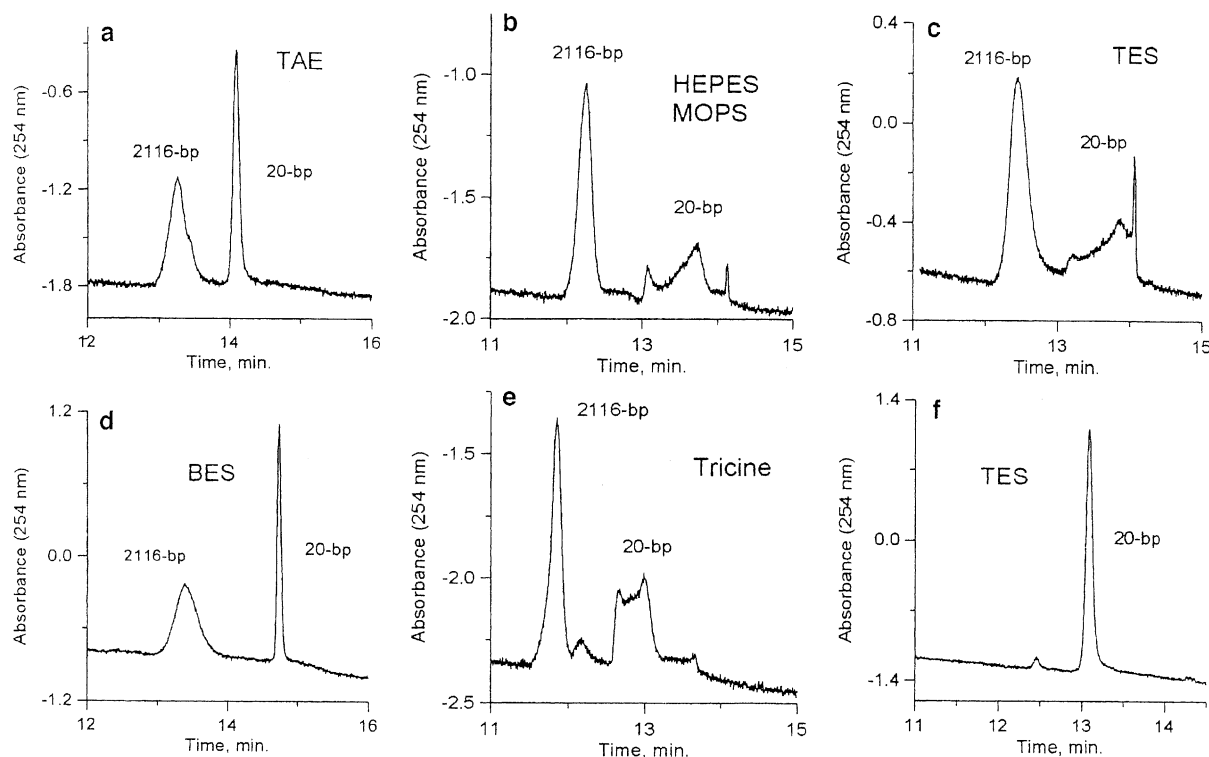 a
TAE
2116-bp
20-bp
-0.6
-1.2
-1.8
Absorbance (254 nm)
12
14
16
Time, min.
b
2116-bp
HEPES
MOPS
20-bp
-1.0
-1.5
-2.0
Absorbance (254 nm)
11
13
15
Time, min.
c
TES
2116-bp
20-bp
0.4
0.0
-0.4
-0.8
Absorbance (254 nm)
11
13
15
Time, min.
d
BES
2116-bp
20-bp
1.2
0.0
-1.2
Absorbance (254 nm)
12
14
16
Time, min.
e
2116-bp
Tricine
20-bp
-1.5
-2.0
-2.5
Absorbance (254 nm)
11
13
15
Time, min.
f
TES
20-bp
1.4
0.0
-1.4
Absorbance (254 nm)
11
12
13
14
Time, min.